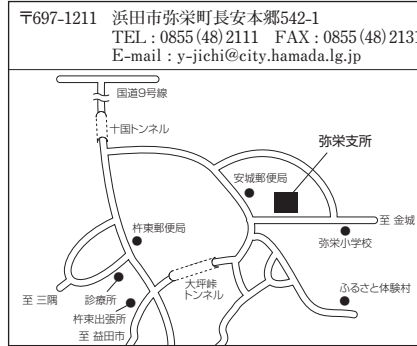 〒697-1211 浜田市弥栄町長安本郷542-1
TEL：0855(48)2111 FAX：0855(48)2131
E-mail：y-jichi@city.hamada.lg.jp
国道9号線
十国トンネル
弥栄支所
安城郵便局
至 金城
杵束郵便局
弥栄小学校
大坪峠
トンネル
至 三隅
診療所
ふるさと体験村
杵束出張所
至 益田市